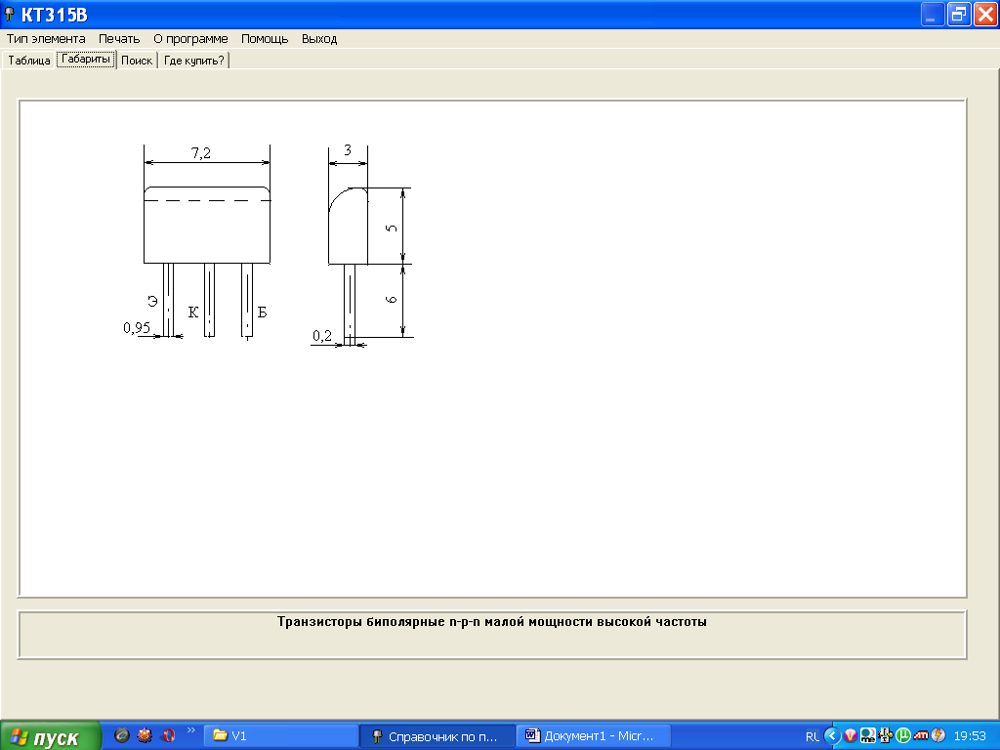 КТ315В
Тип элемента Печать О программе Помощь Выход
Таблица Габариты Поиск Где купить?
7,2
3
5
6
Э
К
Б
0,95
0,2
Транзисторы биполярные n-p-n малой мощности высокой частоты
пуск
V1
Справочник по п...
Документ1 - Micr...
RU
19:53